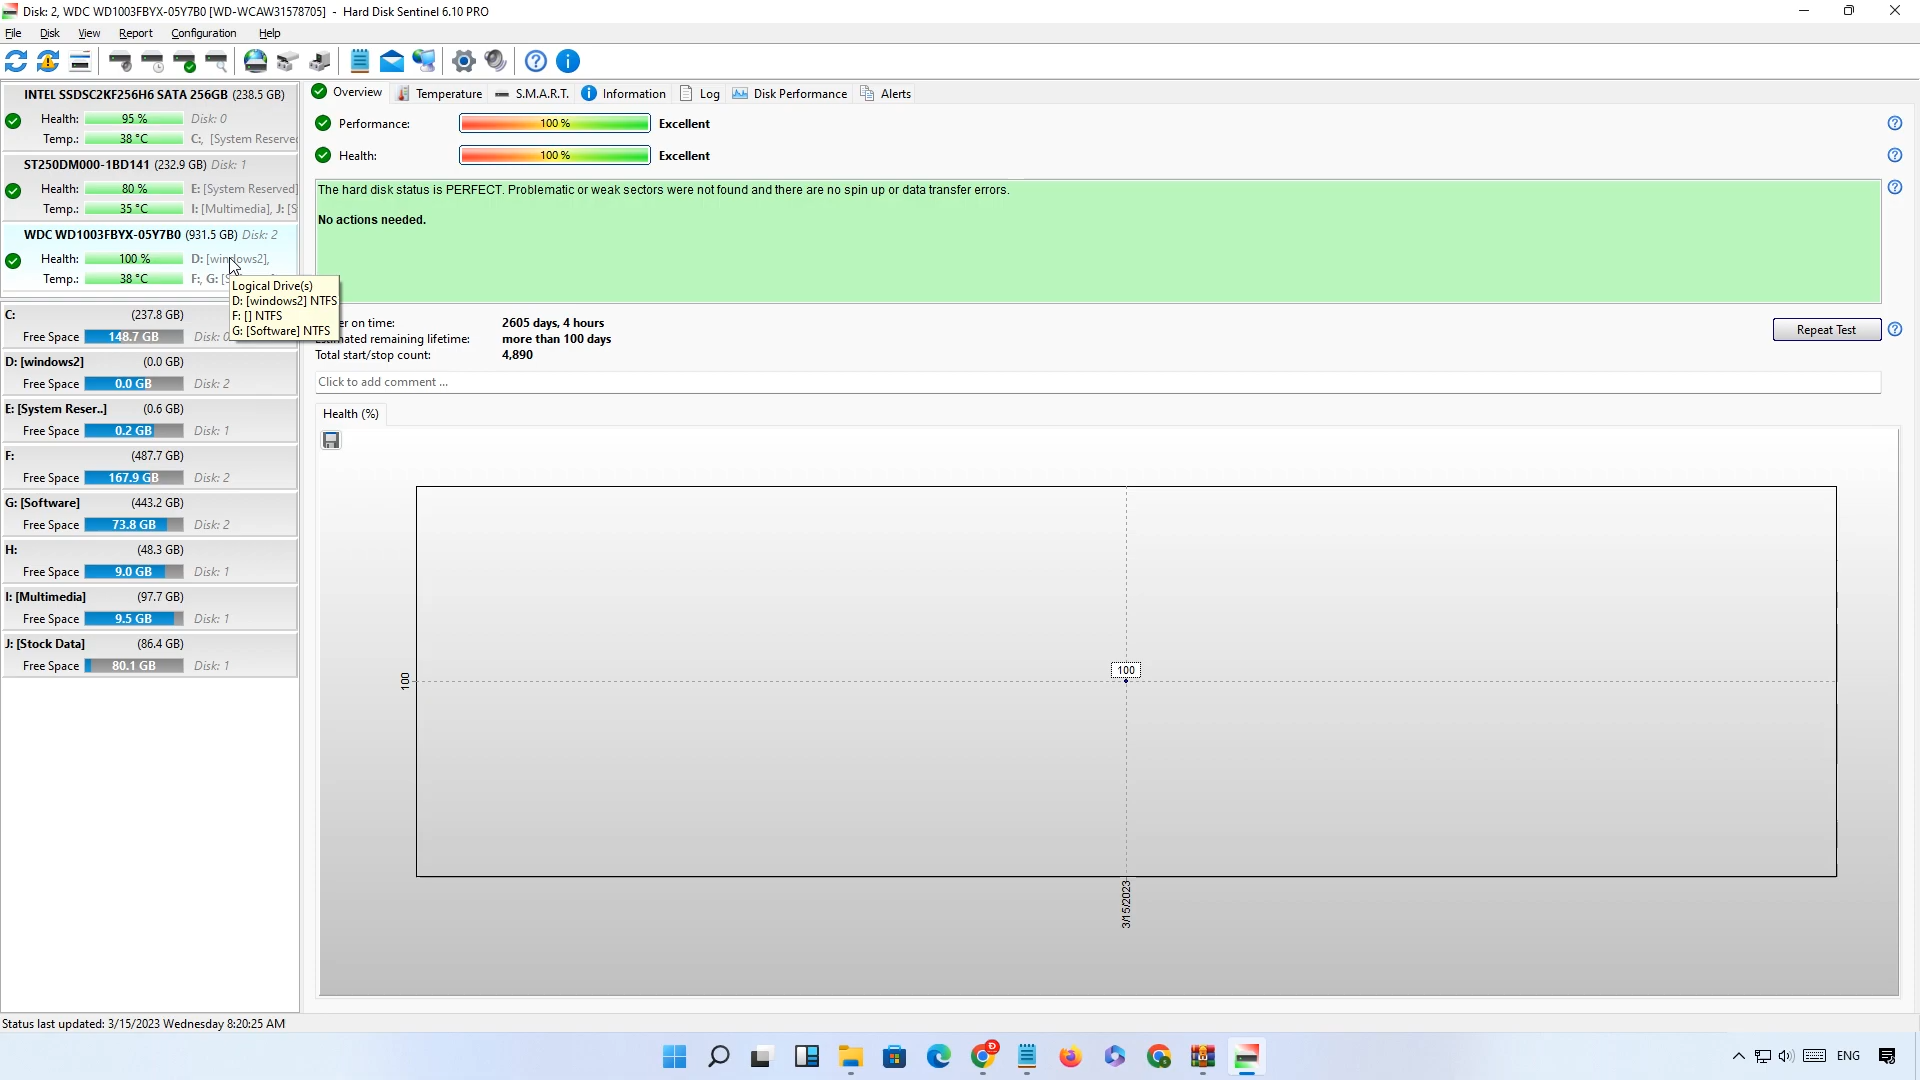 Disk: 2, WDC WD1003FBYX-05Y7B0 [WD-WCAW31578705]  -  Hard Disk Sentinel 6.10 PRO
File Disk View Report Configuration Help
INTEL SSDSC2KF256H6 SATA 256GB (238.5 GB)
Health: 95 % Disk: 0
Temp.: 38 °C C:, [System Reserve
ST250DM000-1BD141 (232.9 GB) Disk: 1
Health: 80 % E: [System Reserved]
Temp.: 35 °C I: [Multimedia], J: [S
WDC WD1003FBYX-05Y7B0 (931.5 GB) Disk: 2
Health: 100 % D: [windows2],
Temp.: 38 °C F:, G: [S
Logical Drive(s)
D: [windows2] NTFS
F: [] NTFS
G: [Software] NTFS
C: (237.8 GB)
Free Space 148.7 GB Disk: 0
D: [windows2] (0.0 GB)
Free Space 0.0 GB Disk: 2
E: [System Reser..] (0.6 GB)
Free Space 0.2 GB Disk: 1
F: (487.7 GB)
Free Space 167.9 GB Disk: 2
G: [Software] (443.2 GB)
Free Space 73.8 GB Disk: 2
H: (48.3 GB)
Free Space 9.0 GB Disk: 1
I: [Multimedia] (97.7 GB)
Free Space 9.5 GB Disk: 1
J: [Stock Data] (86.4 GB)
Free Space 80.1 GB Disk: 1
Overview Temperature S.M.A.R.T. Information Log Disk Performance Alerts
Performance: 100 % Excellent
Health: 100 % Excellent
The hard disk status is PERFECT. Problematic or weak sectors were not found and there are no spin up or data transfer errors.
No actions needed.
er on time: 2605 days, 4 hours
Estimated remaining lifetime: more than 100 days
Total start/stop count: 4,890
Repeat Test
Click to add comment ...
Health (%)
100
100
3/15/2023
Status last updated: 3/15/2023 Wednesday 8:20:25 AM
ENG